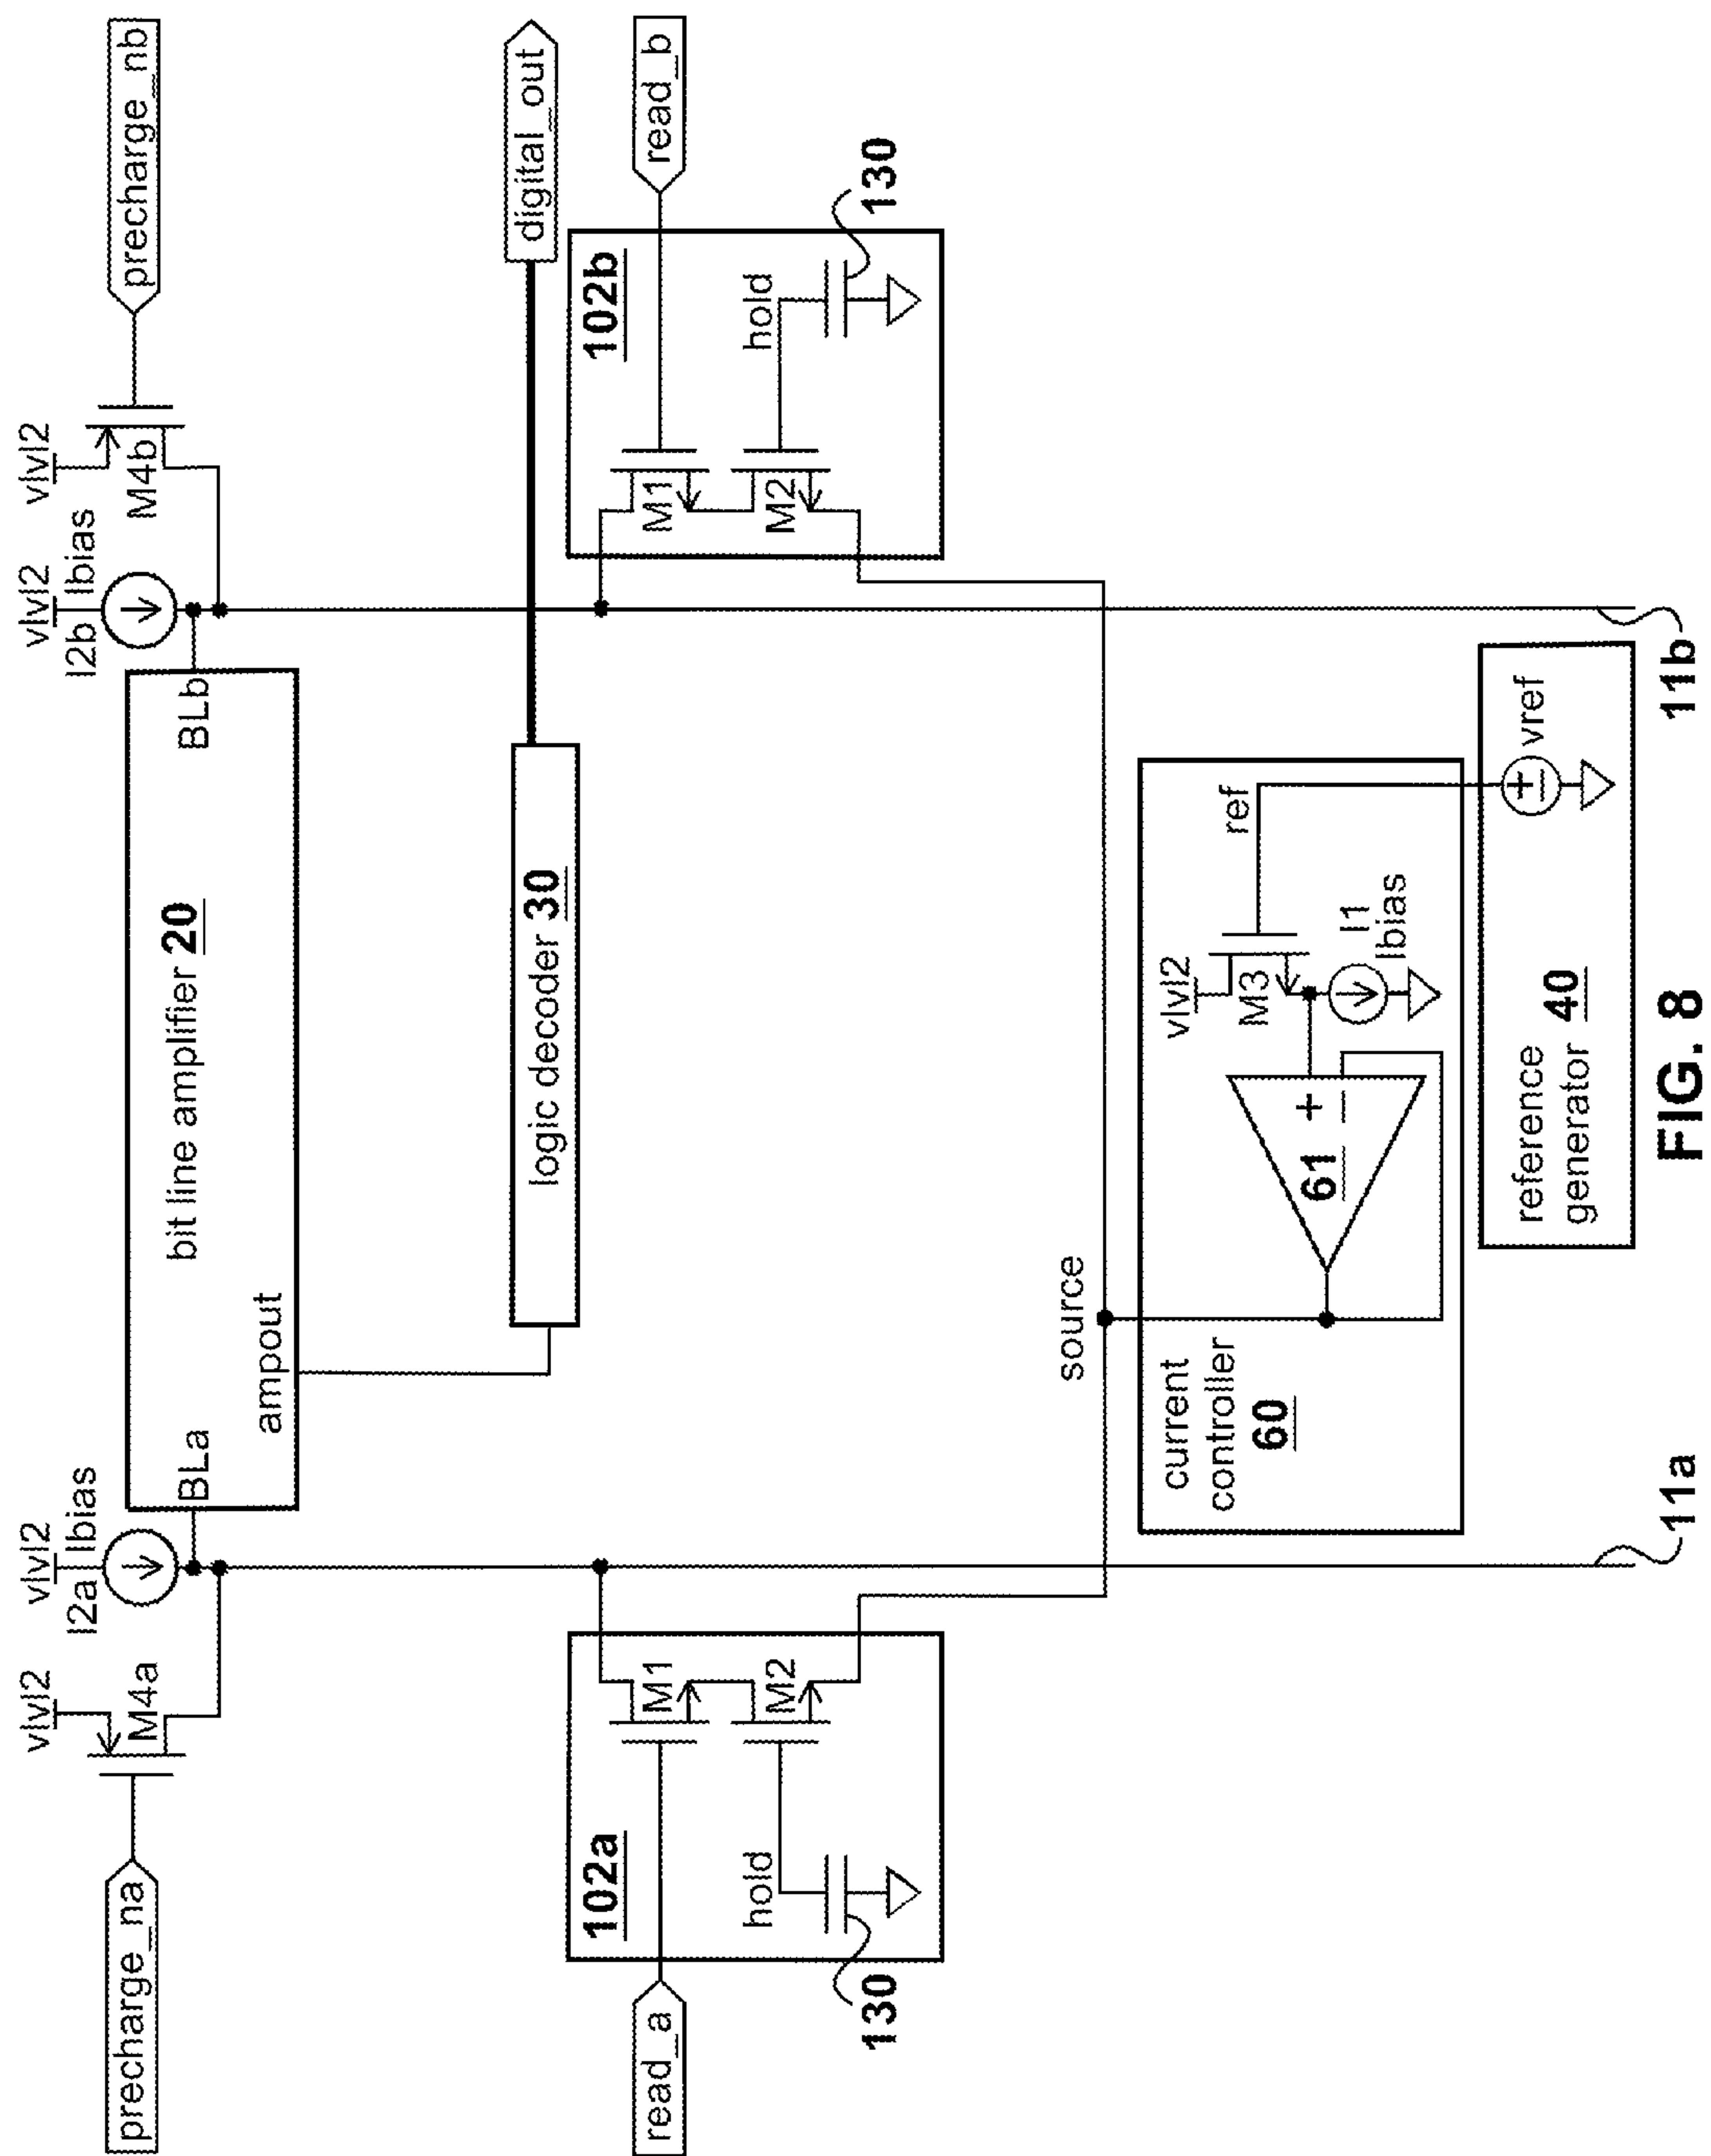 precharge_na
vlvl2
M4a
vlvl2
I2a Ibias
BLa
bit line amplifier 20
ampout
BLb
vlvl2
I2b Ibias
vlvl2
M4b
precharge_nb
logic decoder 30
digital_out
read_a
102a
M1
M2
hold
130
102b
M1
M2
hold
130
read_b
source
current
controller
60
61
+
−
vlvl2
M3
I1
Ibias
ref
reference
generator 40
+
−
vref
11a
11b
FIG. 8